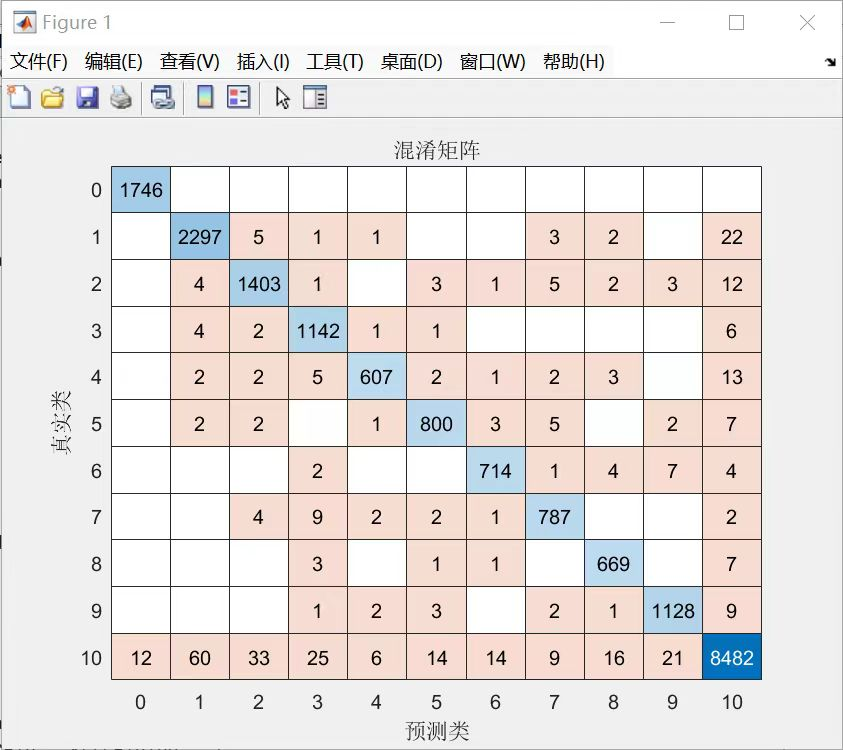 Figure 1
文件(F) 编辑(E) 查看(V) 插入(I) 工具(T) 桌面(D) 窗口(W) 帮助(H)
混淆矩阵
0 1746
1 2297 5 1 1 3 2 22
2 4 1403 1 3 1 5 2 3 12
3 4 2 1142 1 1 6
4 2 2 5 607 2 1 2 3 13
真实类
5 2 2 1 800 3 5 2 7
6 2 714 1 4 7 4
7 4 9 2 2 1 787 2
8 3 1 1 669 7
9 1 2 3 2 1 1128 9
10 12 60 33 25 6 14 14 9 16 21 8482
0 1 2 3 4 5 6 7 8 9 10
预测类